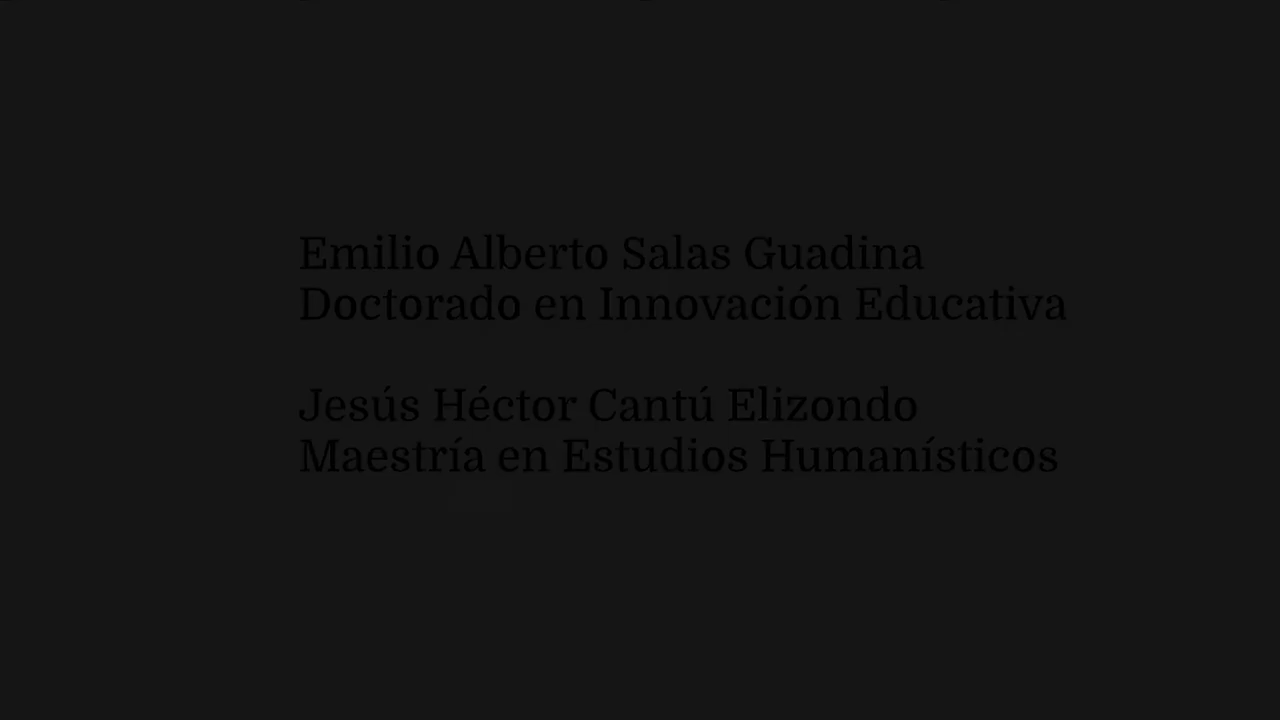 Emilio Alberto Salas Guadina
Doctorado en Innovación Educativa
Jesús Héctor Cantú Elizondo
Maestría en Estudios Humanísticos